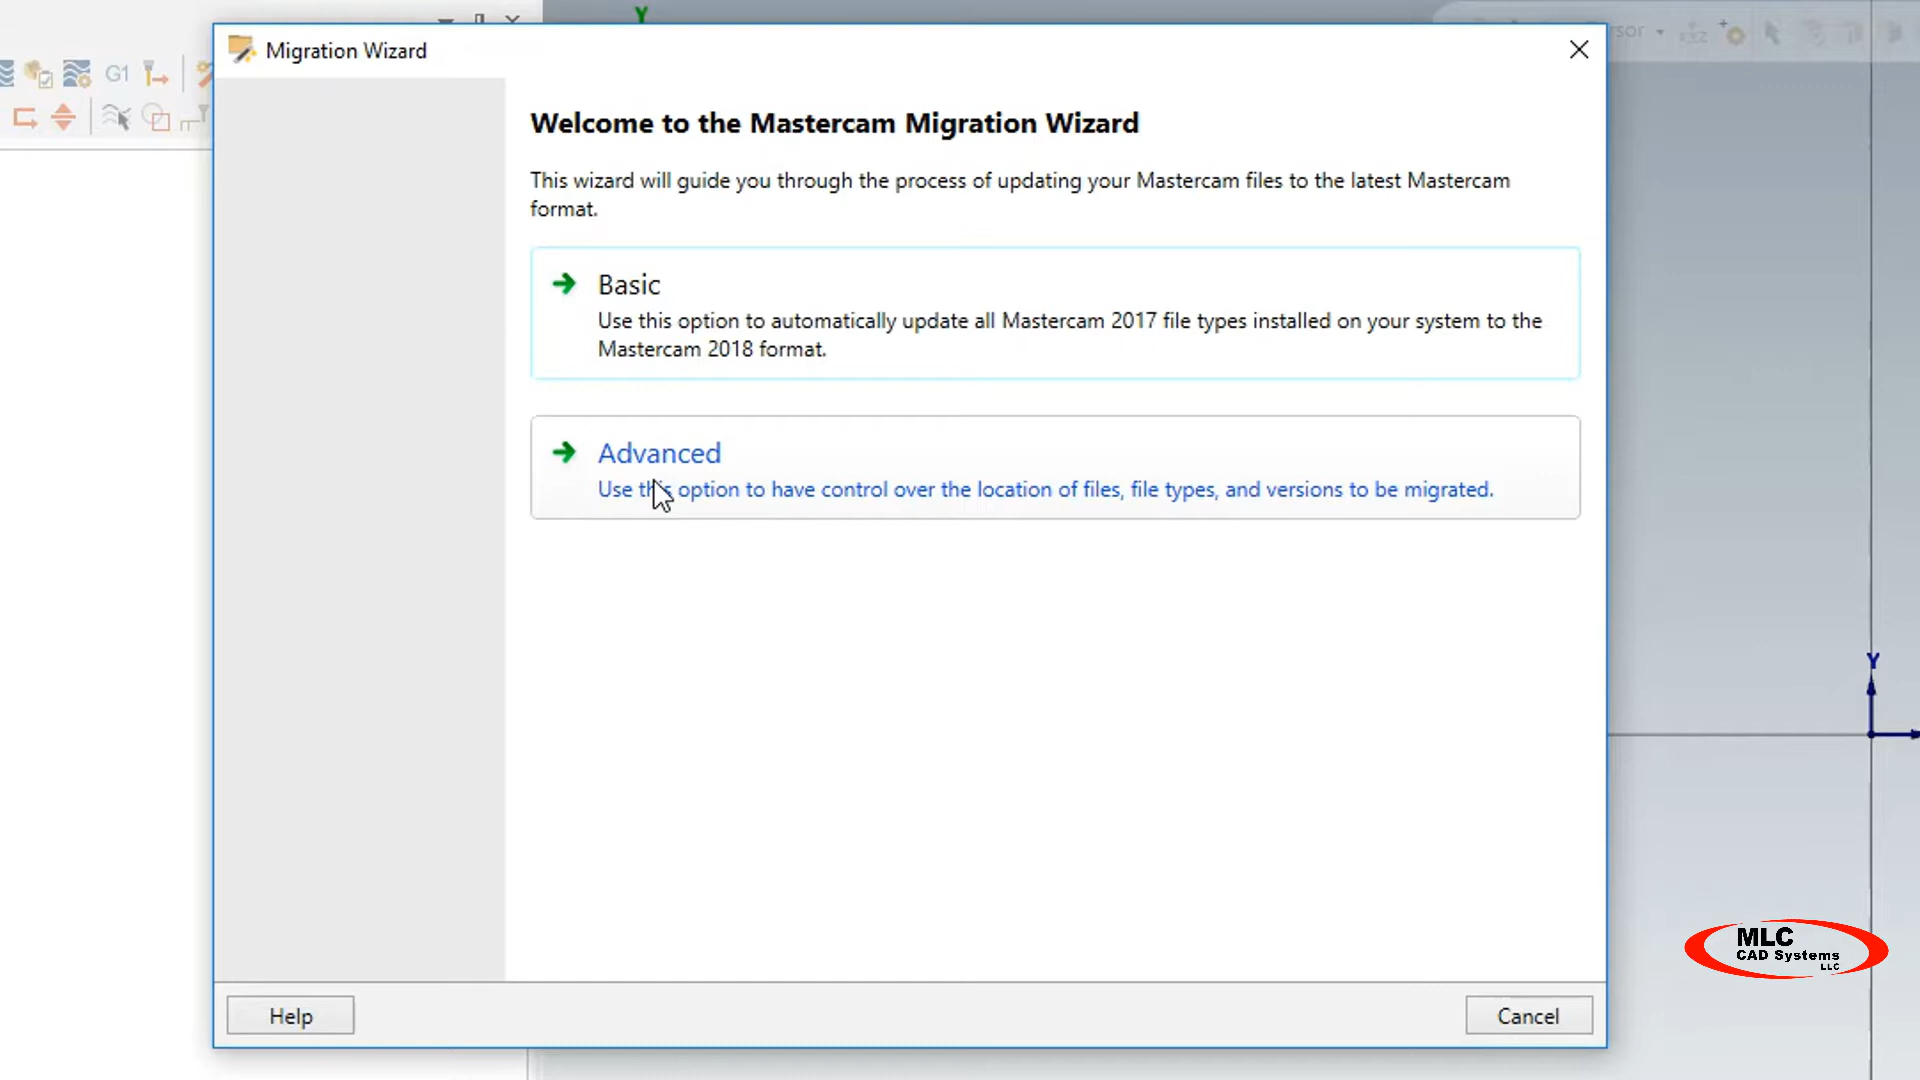 Y
sor
G1
Migration Wizard
Welcome to the Mastercam Migration Wizard
This wizard will guide you through the process of updating your Mastercam files to the latest Mastercam
format.
Basic
Use this option to automatically update all Mastercam 2017 file types installed on your system to the
Mastercam 2018 format.
Advanced
Use this option to have control over the location of files, file types, and versions to be migrated.
Y
MLC
CAD Systems
LLC
Help
Cancel